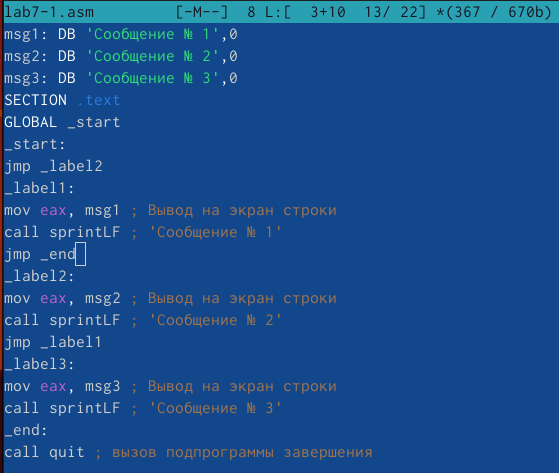 lab7-1.asm [-M--] 8 L:[ 3+10 13/ 22] *(367 / 670b)
msg1: DB 'Сообщение № 1',0
msg2: DB 'Сообщение № 2',0
msg3: DB 'Сообщение № 3',0
SECTION .text
GLOBAL _start
_start:
jmp _label2
_label1:
mov eax, msg1 ; Вывод на экран строки
call sprintLF ; 'Сообщение № 1'
jmp _end
_label2:
mov eax, msg2 ; Вывод на экран строки
call sprintLF ; 'Сообщение № 2'
jmp _label1
_label3:
mov eax, msg3 ; Вывод на экран строки
call sprintLF ; 'Сообщение № 3'
_end:
call quit ; вызов подпрограммы завершения